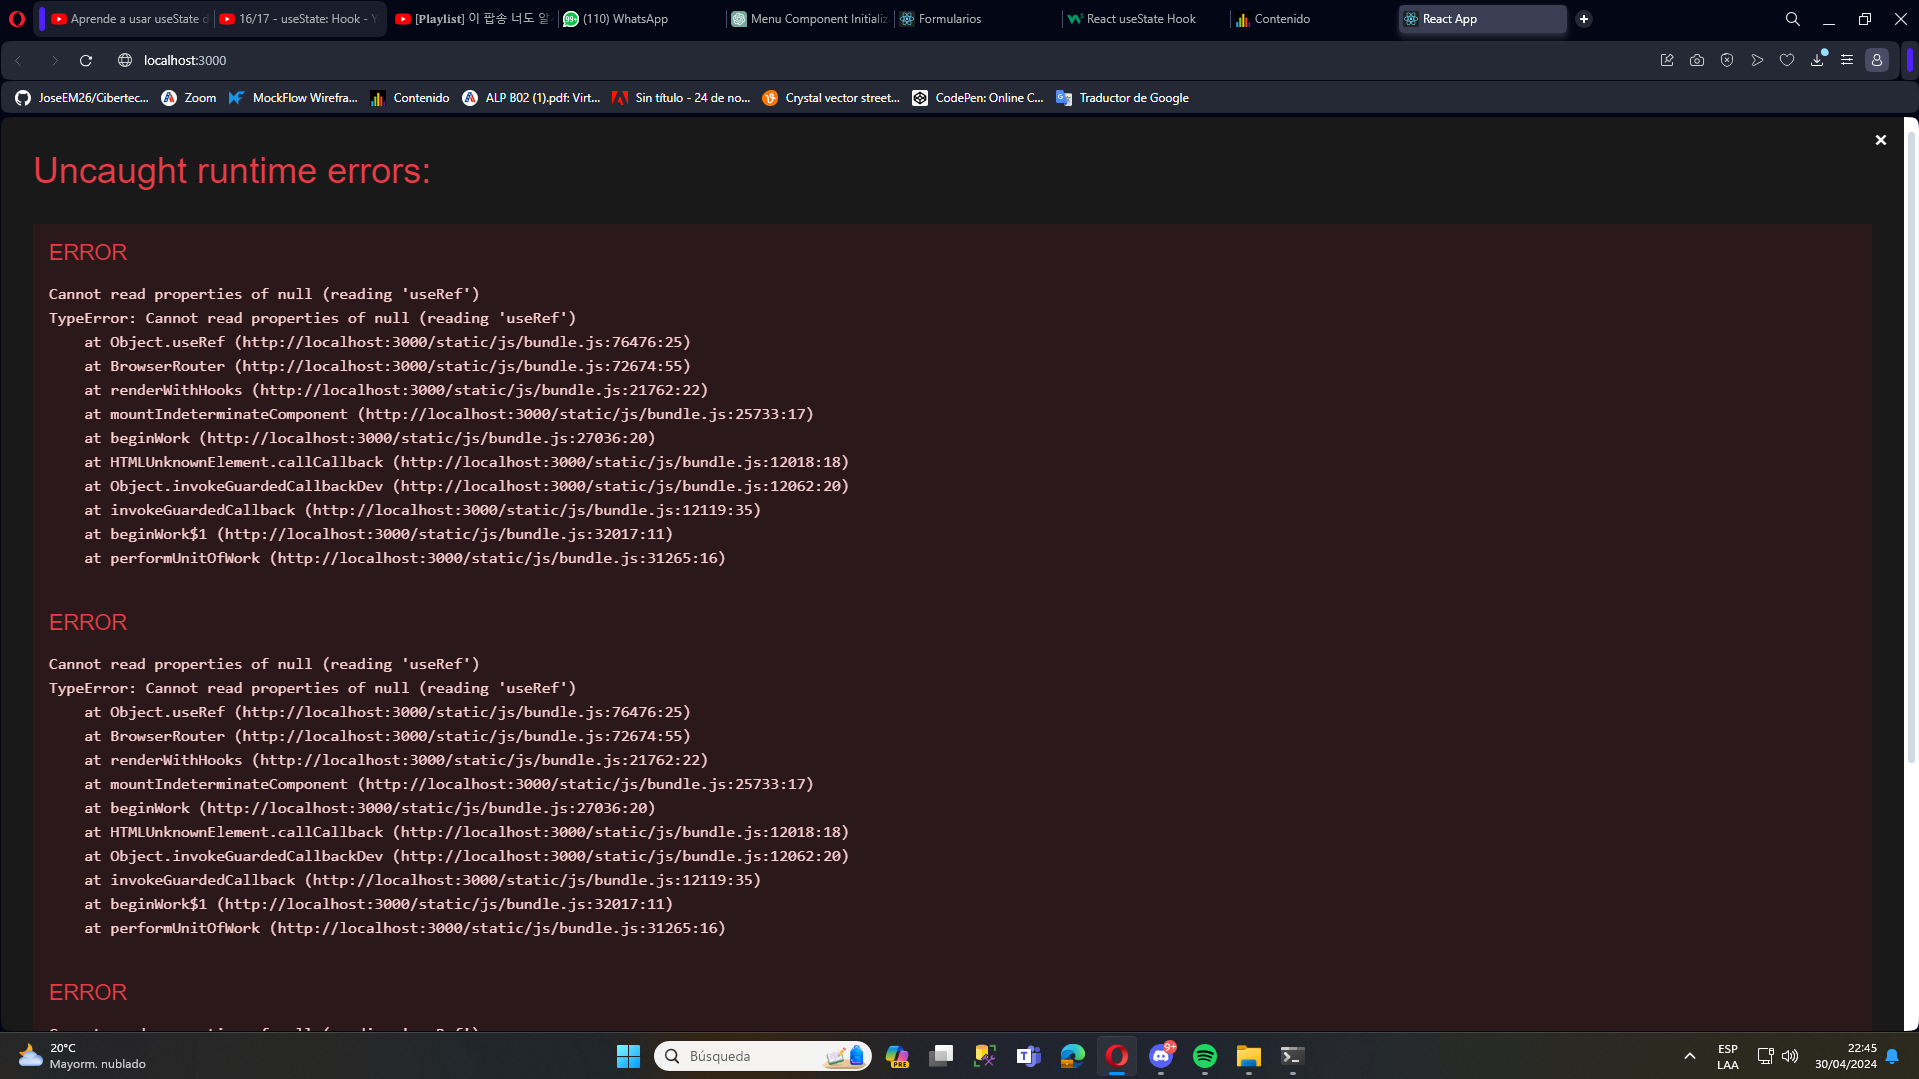 Aprende a usar useState d
16/17 - useState: Hook - Y
[Playlist] 이 팝송 너도 알
99+
(110) WhatsApp
Menu Component Initializ
Formularios
React useState Hook
Contenido
React App
localhost:3000
JoseEM26/Cibertec...
Zoom
MockFlow Wirefra...
Contenido
ALP B02 (1).pdf: Virt...
Sin título - 24 de no...
Crystal vector street...
CodePen: Online C...
Traductor de Google
Uncaught runtime errors:
ERROR
Cannot read properties of null (reading 'useRef')
TypeError: Cannot read properties of null (reading 'useRef')
at Object.useRef (http://localhost:3000/static/js/bundle.js:76476:25)
at BrowserRouter (http://localhost:3000/static/js/bundle.js:72674:55)
at renderWithHooks (http://localhost:3000/static/js/bundle.js:21762:22)
at mountIndeterminateComponent (http://localhost:3000/static/js/bundle.js:25733:17)
at beginWork (http://localhost:3000/static/js/bundle.js:27036:20)
at HTMLUnknownElement.callCallback (http://localhost:3000/static/js/bundle.js:12018:18)
at Object.invokeGuardedCallbackDev (http://localhost:3000/static/js/bundle.js:12062:20)
at invokeGuardedCallback (http://localhost:3000/static/js/bundle.js:12119:35)
at beginWork$1 (http://localhost:3000/static/js/bundle.js:32017:11)
at performUnitOfWork (http://localhost:3000/static/js/bundle.js:31265:16)
ERROR
Cannot read properties of null (reading 'useRef')
TypeError: Cannot read properties of null (reading 'useRef')
at Object.useRef (http://localhost:3000/static/js/bundle.js:76476:25)
at BrowserRouter (http://localhost:3000/static/js/bundle.js:72674:55)
at renderWithHooks (http://localhost:3000/static/js/bundle.js:21762:22)
at mountIndeterminateComponent (http://localhost:3000/static/js/bundle.js:25733:17)
at beginWork (http://localhost:3000/static/js/bundle.js:27036:20)
at HTMLUnknownElement.callCallback (http://localhost:3000/static/js/bundle.js:12018:18)
at Object.invokeGuardedCallbackDev (http://localhost:3000/static/js/bundle.js:12062:20)
at invokeGuardedCallback (http://localhost:3000/static/js/bundle.js:12119:35)
at beginWork$1 (http://localhost:3000/static/js/bundle.js:32017:11)
at performUnitOfWork (http://localhost:3000/static/js/bundle.js:31265:16)
ERROR
20°C
Mayorm. nublado
Búsqueda
PRE
9+
ESP
LAA
22:45
30/04/2024